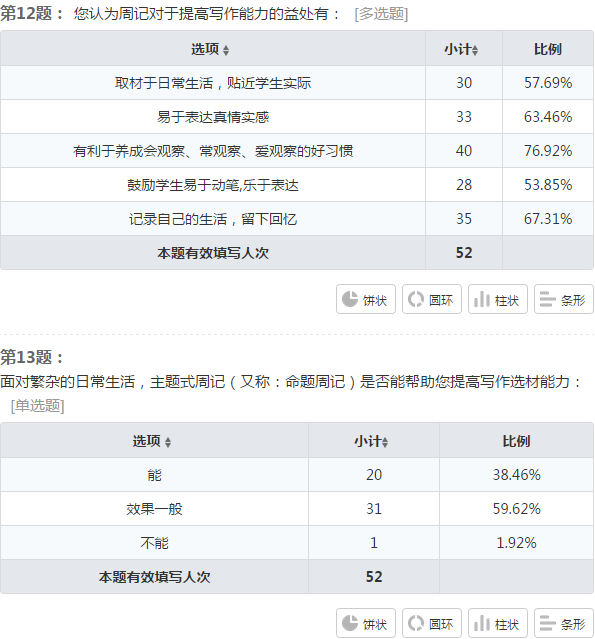 第12题： 您认为周记对于提高写作能力的益处有： [多选题]
选项 小计 比例
取材于日常生活，贴近学生实际 30 57.69%
易于表达真情实感 33 63.46%
有利于养成会观察、常观察、爱观察的好习惯 40 76.92%
鼓励学生易于动笔,乐于表达 28 53.85%
记录自己的生活，留下回忆 35 67.31%
本题有效填写人次 52
饼状 圆环 柱状 条形
第13题：
面对繁杂的日常生活，主题式周记（又称：命题周记）是否能帮助您提高写作选材能力：
[单选题]
选项 小计 比例
能 20 38.46%
效果一般 31 59.62%
不能 1 1.92%
本题有效填写人次 52
饼状 圆环 柱状 条形